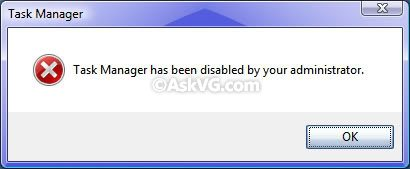 Task Manager
Task Manager has been disabled by your administrator.
©AskVG.com
OK